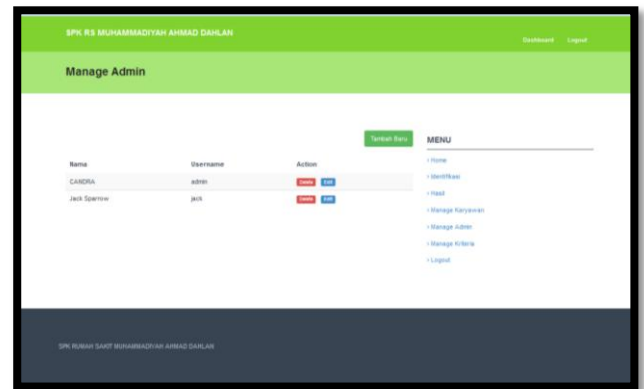 SPK RS MUHAMMADIYAH AHMAD DAHLAN
Dashboard Logout
Manage Admin
Tambah Baru
MENU
Nama Username Action
CANDRA admin Delete Edit
Jack Sparrow jack Delete Edit
› Home
› Identifikasi
› Hasil
› Manage Karyawan
› Manage Admin
› Manage Kriteria
› Logout
SPK RUMAH SAKIT MUHAMMADIYAH AHMAD DAHLAN